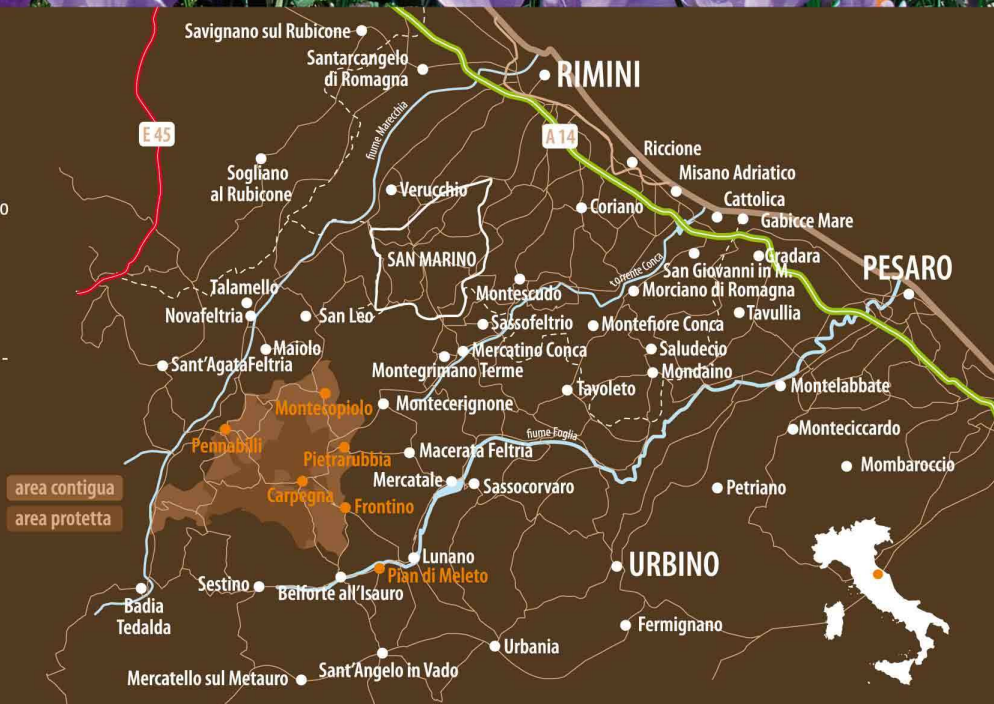 Savignano sul Rubicone
Santarcangelo
di Romagna
RIMINI
E 45
A 14
fiume Marecchia
Riccione
Sogliano
al Rubicone
Misano Adriatico
Verucchio
Cattolica
Coriano
Gabicce Mare
0
SAN MARINO
torrente Conca
Gradara
San Giovanni in M.
PESARO
Talamello
Montescudo
Morciano di Romagna
Novafeltria
San Leo
Sassofeltrio
Montefiore Conca
Tavullia
-
Maiolo
Mercatino Conca
Saludecio
Sant'AgataFeltria
Montegrimano Terme
Mondaino
Tavoleto
Montelabbate
Montecopiolo
Montecerignone
Monteciccardo
Pennabilli
fiume Foglia
Pietrarubbia
Macerata Feltria
Mombaroccio
area contigua
Carpegna
Mercatale
Sassocorvaro
Petriano
area protetta
Frontino
Lunano
URBINO
Pian di Meleto
Sestino
Belforte all'Isauro
Badia
Tedalda
Fermignano
Urbania
Sant'Angelo in Vado
Mercatello sul Metauro